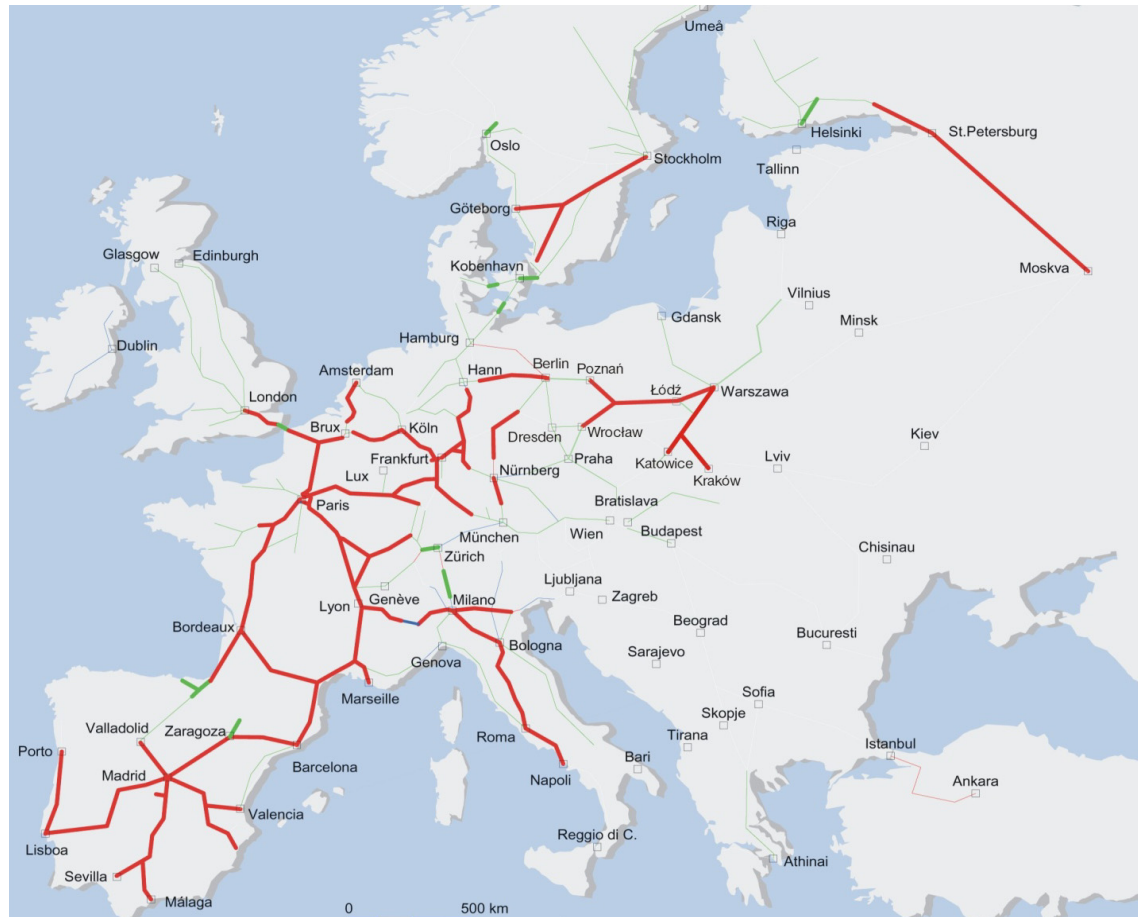 Umeå
Oslo
Helsinki
St.Petersburg
Stockholm
Tallinn
Göteborg
Riga
Glasgow
Edinburgh
Kobenhavn
Moskva
Vilnius
Gdansk
Minsk
Dublin
Hamburg
Amsterdam
Hann
Berlin
Poznań
Łódź
Warszawa
London
Brux
Köln
Dresden
Wrocław
Kiev
Frankfurt
Lux
Nürnberg
Praha
Katowice
Kraków
Lviv
Paris
Bratislava
München
Wien
Budapest
Zürich
Chisinau
Ljubljana
Zagreb
Lyon
Genève
Milano
Bordeaux
Beograd
Bucuresti
Bologna
Genova
Sarajevo
Marseille
Sofia
Skopje
Valladolid
Zaragoza
Roma
Tirana
Istanbul
Porto
Madrid
Barcelona
Napoli
Bari
Ankara
Valencia
Reggio di C.
Lisboa
Athinai
Sevilla
Málaga
0 500 km